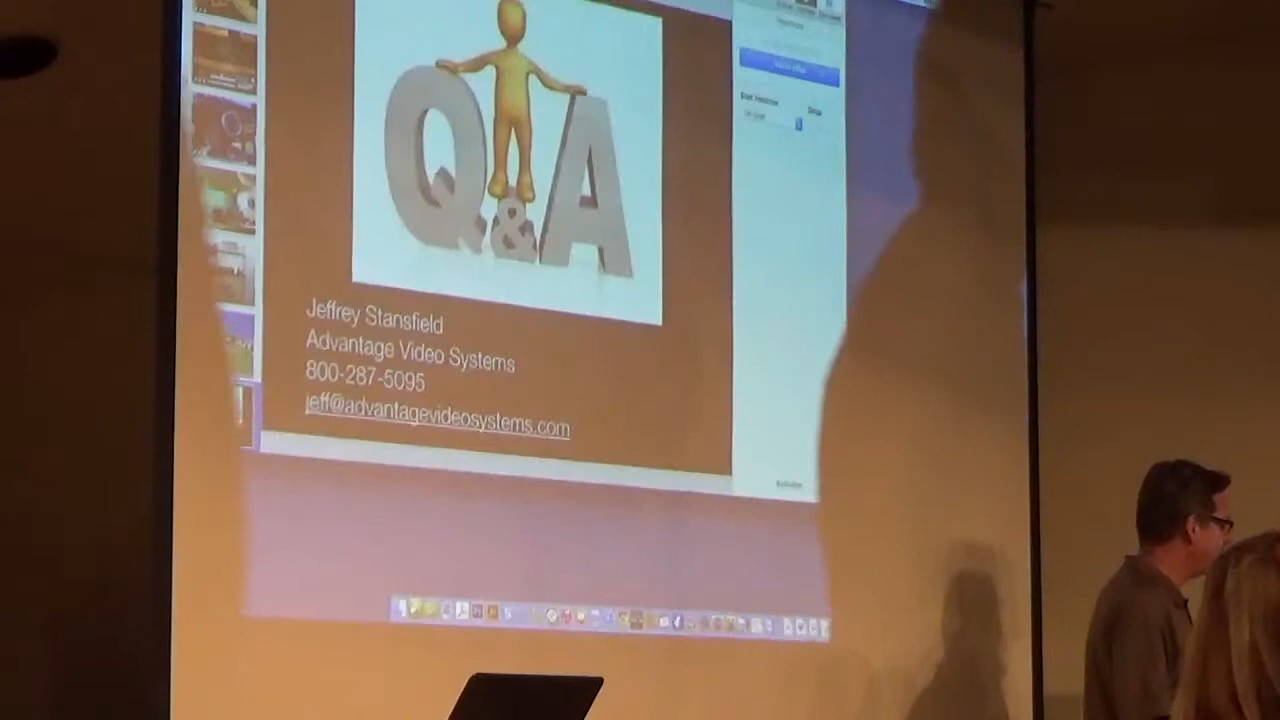 Q&A
Jeffrey Stansfield
Advantage Video Systems
800-287-5095
jeff@advantagevideosystems.com